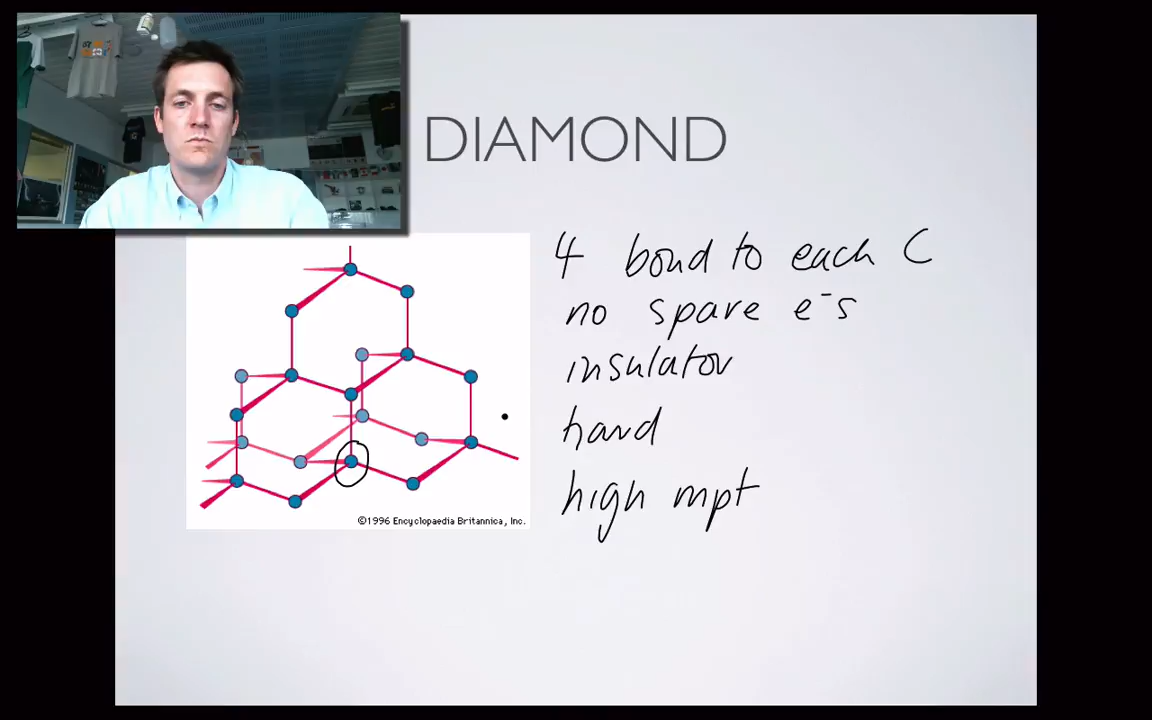 DIAMOND
4 bond to each C
no spare e⁻s
insulator
hard
high mpt
©1996 Encyclopaedia Britannica, Inc.